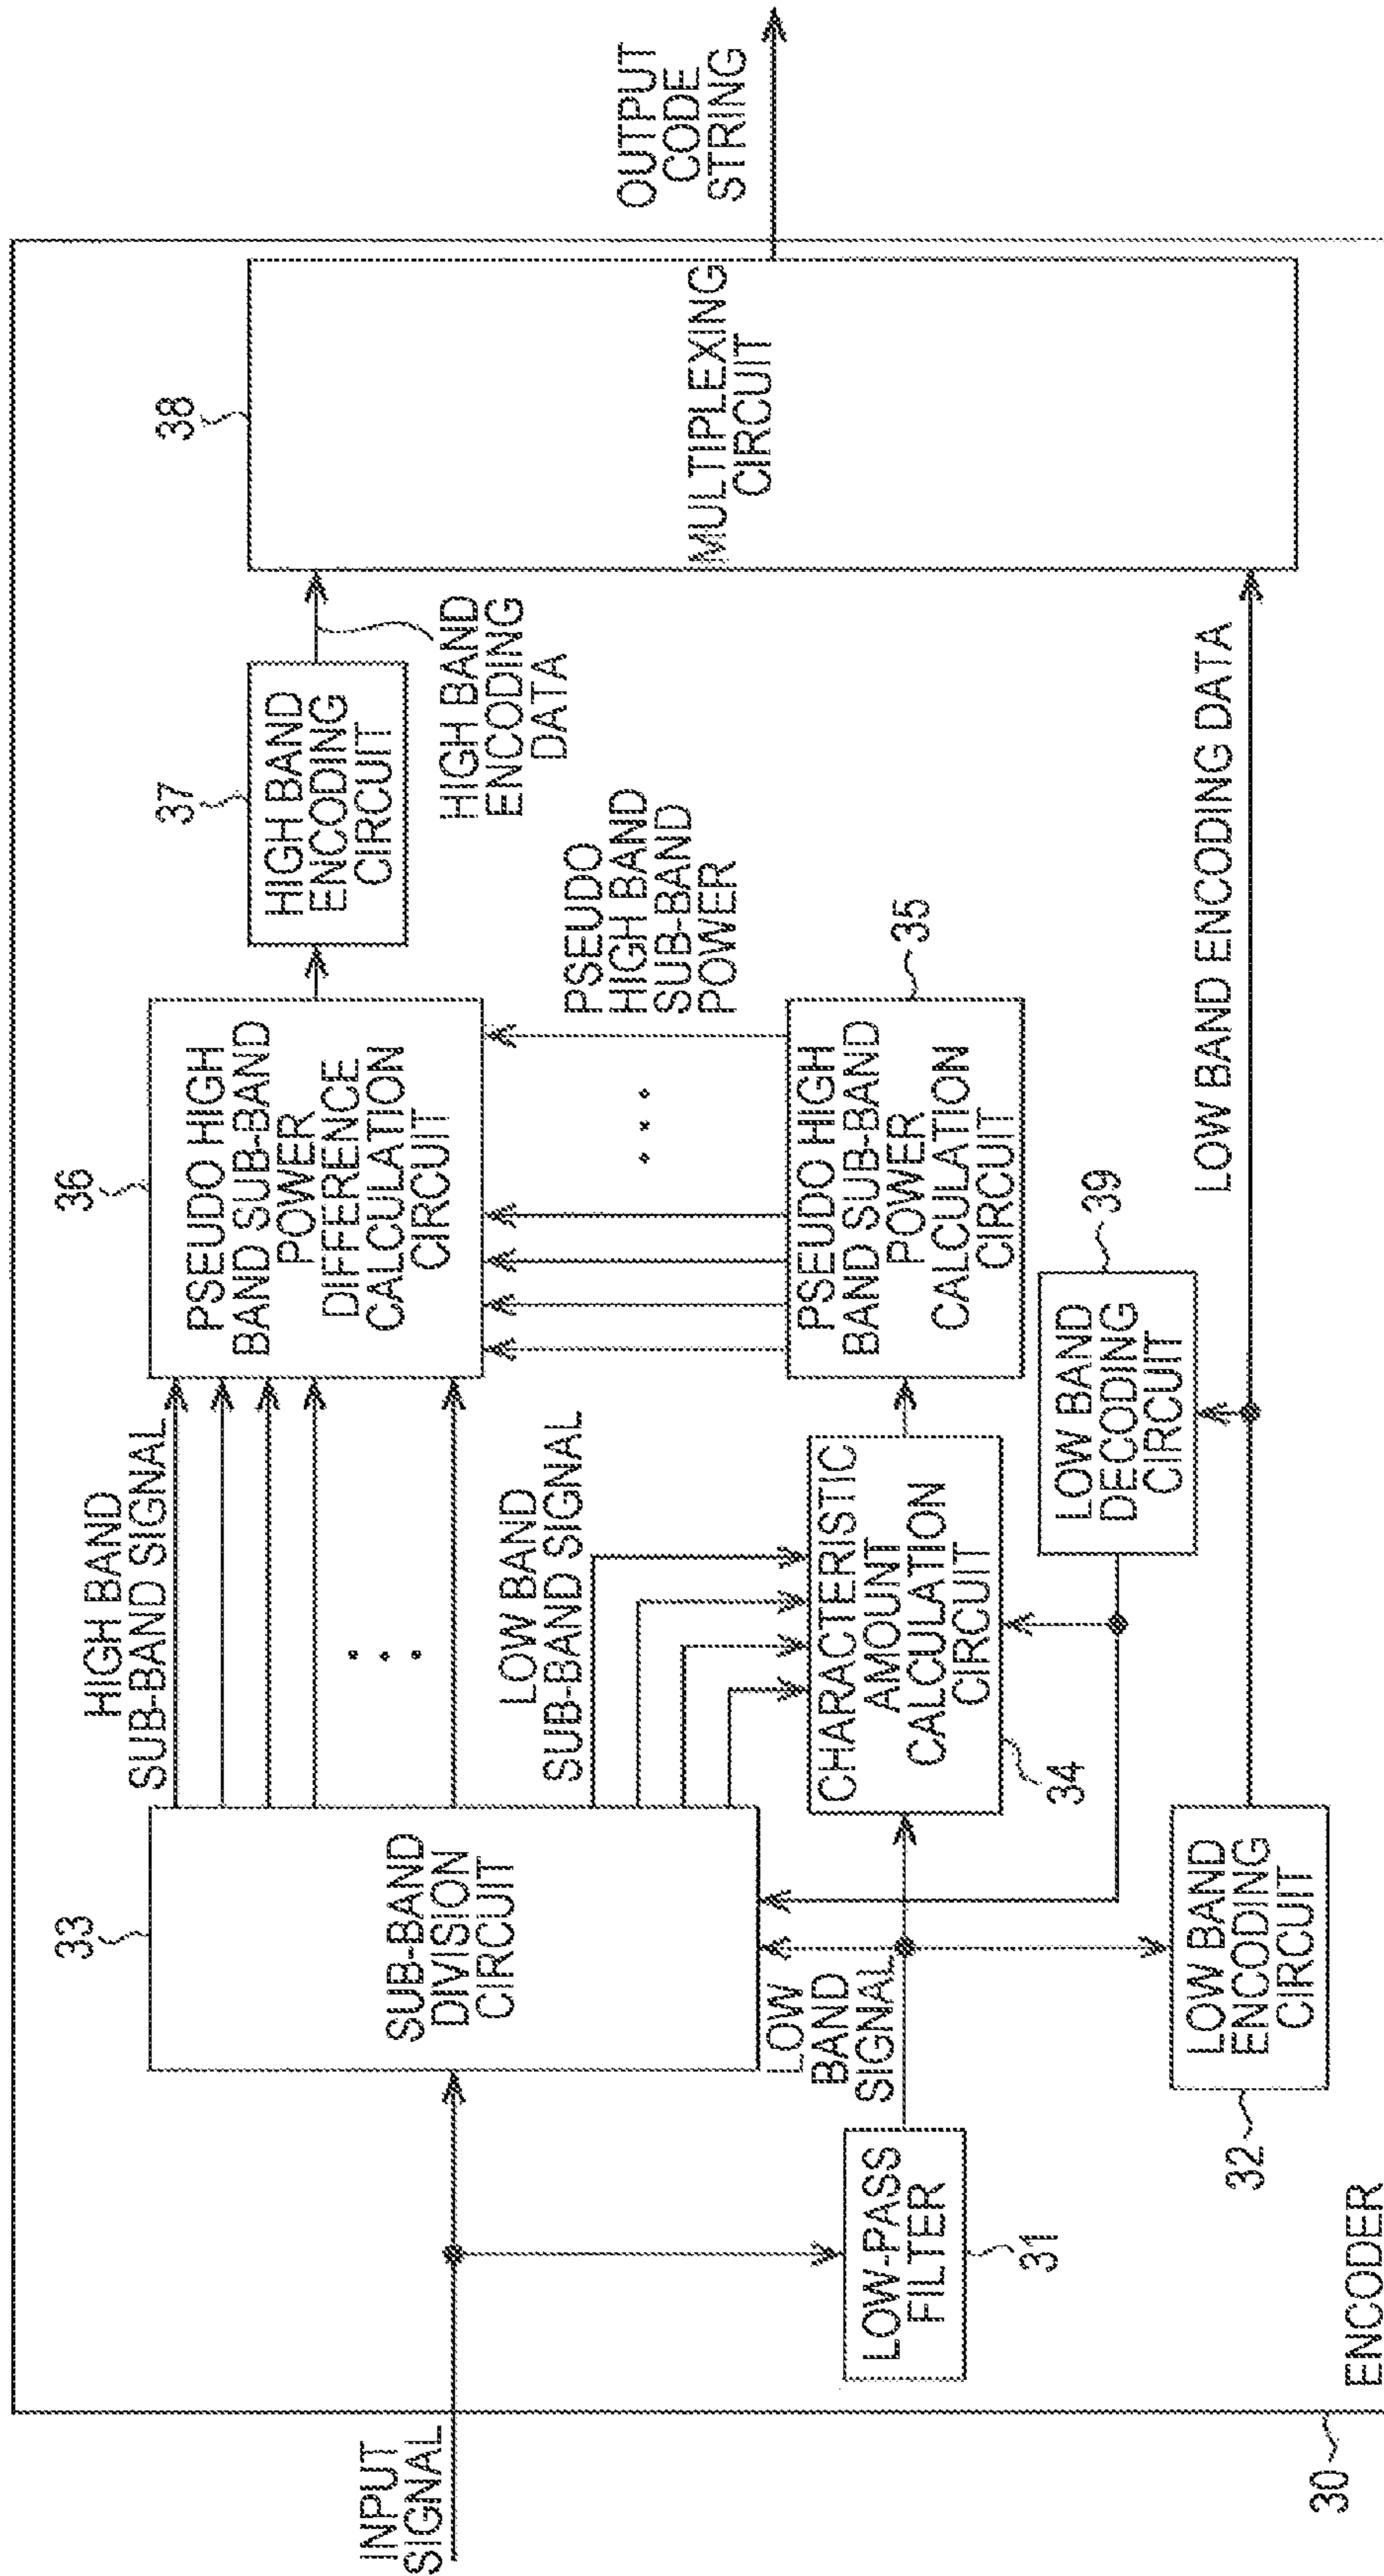 INPUT
SIGNAL
30
ENCODER
33
SUB-BAND
DIVISION
CIRCUIT
HIGH BAND
SUB-BAND SIGNAL
LOW BAND
SUB-BAND SIGNAL
36
PSEUDO HIGH
BAND SUB-BAND
POWER
DIFFERENCE
CALCULATION
CIRCUIT
37
HIGH BAND
ENCODING
CIRCUIT
HIGH BAND
ENCODING
DATA
38
MULTIPLEXING
CIRCUIT
OUTPUT
CODE
STRING
LOW-PASS
FILTER
31
LOW
BAND
SIGNAL
CHARACTERISTIC
AMOUNT
CALCULATION
CIRCUIT
34
PSEUDO HIGH
BAND SUB-BAND
POWER
CALCULATION
CIRCUIT
35
PSEUDO
HIGH BAND
SUB-BAND
POWER
LOW BAND
DECODING
CIRCUIT
39
LOW BAND
ENCODING
CIRCUIT
32
LOW BAND ENCODING DATA